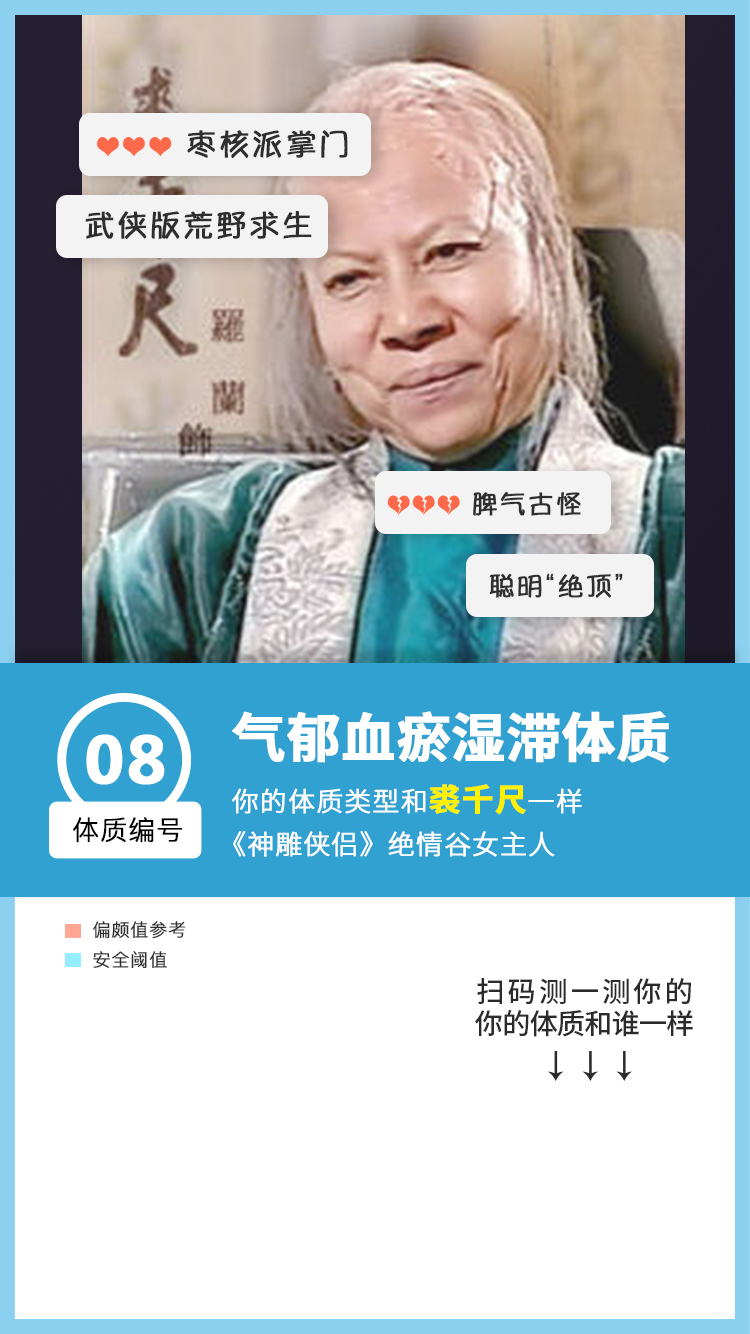 求
千
尺
羅
蘭
飾
枣核派掌门
武侠版荒野求生
脾气古怪
聪明“绝顶”
08
体质编号
气郁血瘀湿滞体质
你的体质类型和裘千尺一样
《神雕侠侣》绝情谷女主人
偏颇值参考
安全阈值
扫码测一测你的
你的体质和谁一样
↓ ↓ ↓